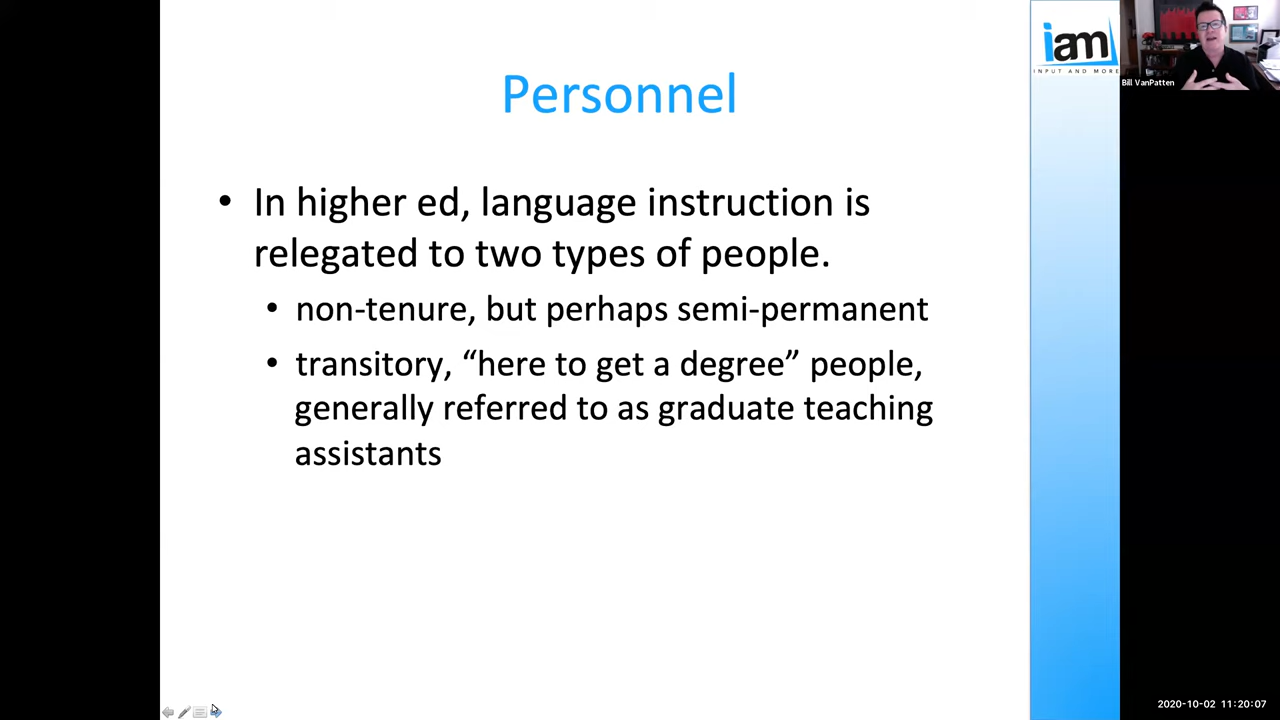 Personnel
• In higher ed, language instruction is
relegated to two types of people.
• non-tenure, but perhaps semi-permanent
• transitory, “here to get a degree” people,
generally referred to as graduate teaching
assistants
iam
INPUT AND MORE
Bill VanPatten
2020-10-02 11:20:07